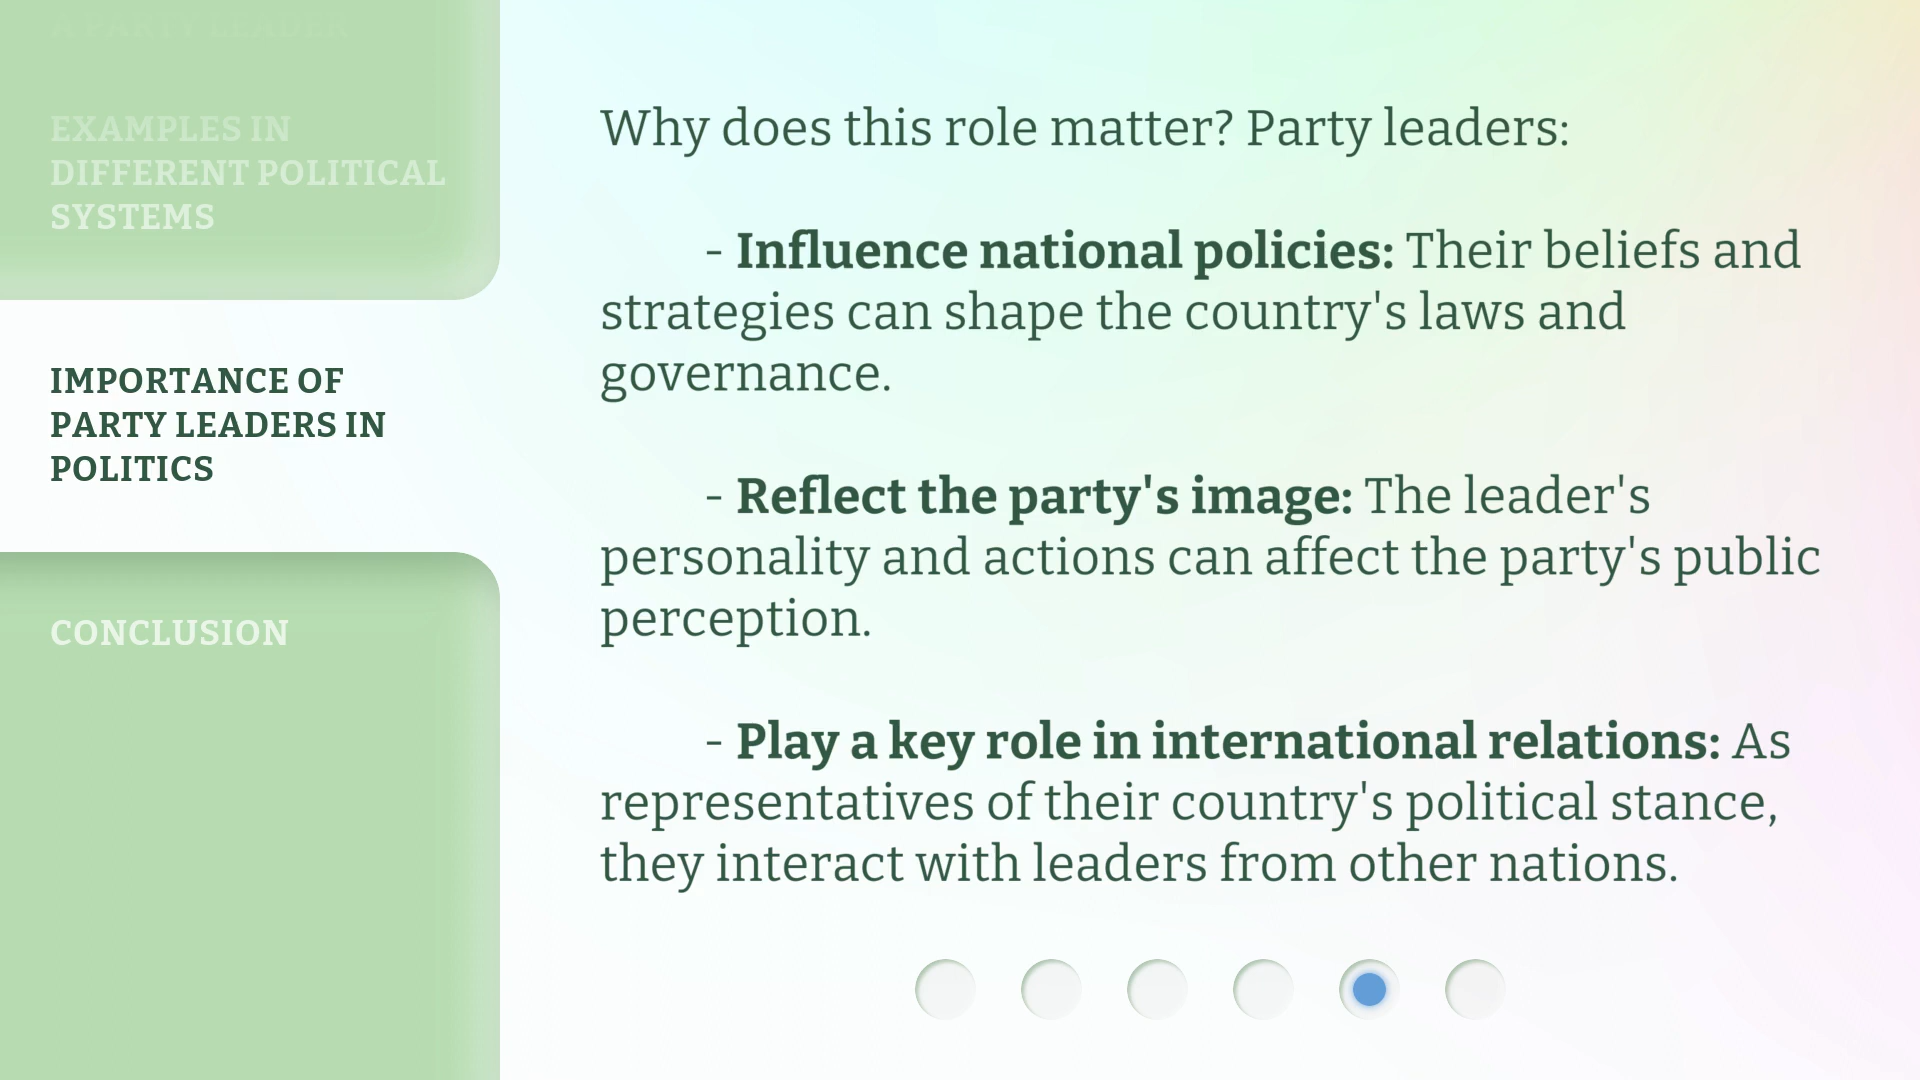 A PARTY LEADER
EXAMPLES IN
DIFFERENT POLITICAL
SYSTEMS
IMPORTANCE OF
PARTY LEADERS IN
POLITICS
CONCLUSION
Why does this role matter? Party leaders:
- Influence national policies: Their beliefs and
strategies can shape the country's laws and
governance.
- Reflect the party's image: The leader's
personality and actions can affect the party's public
perception.
- Play a key role in international relations: As
representatives of their country's political stance,
they interact with leaders from other nations.